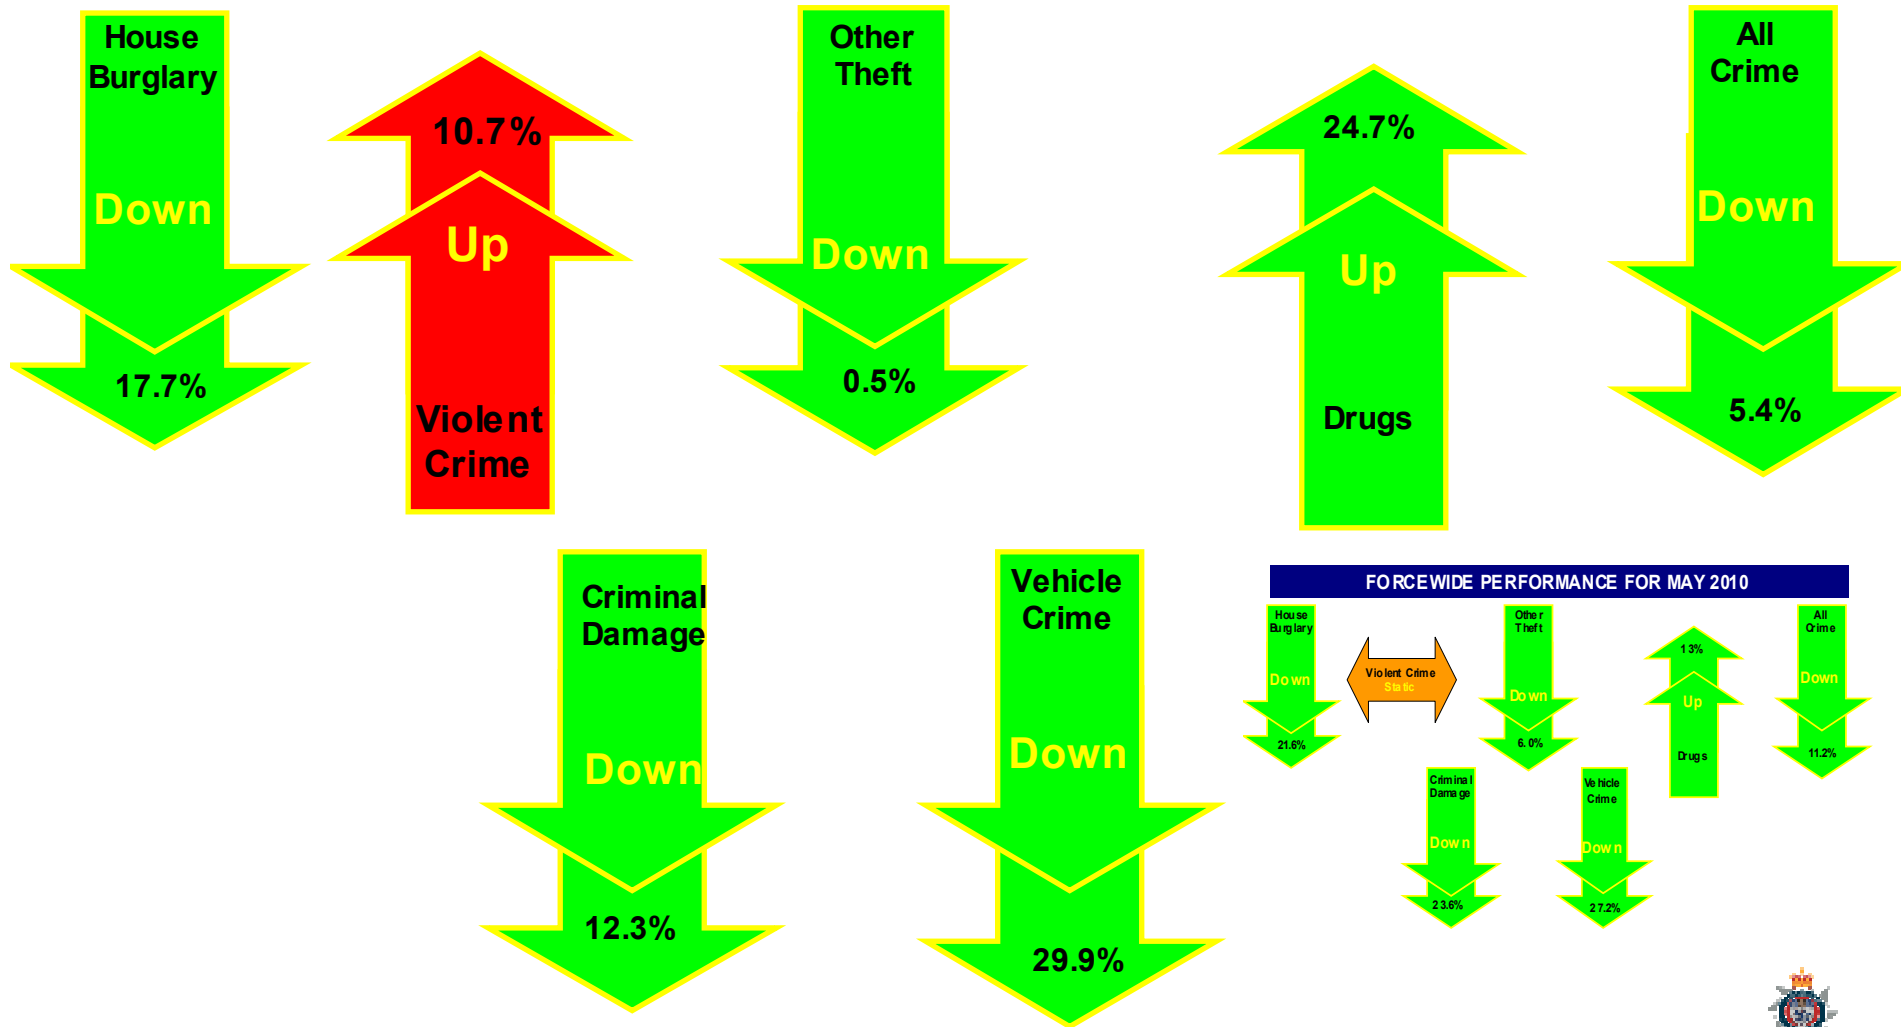 House
Burglary
Down
17.7%
10.7%
Up
Violent
Crime
Other
Theft
Down
0.5%
24.7%
Up
Drugs
All
Crime
Down
5.4%
Criminal
Damage
Down
12.3%
Vehicle
Crime
Down
29.9%
FORCEWIDE PERFORMANCE FOR MAY 2010
House
Burglary
Down
21.6%
Violent Crime
Static
Other
Theft
Down
6.0%
13%
Up
Drugs
All
Crime
Down
11.2%
Criminal
Damage
Down
23.6%
Vehicle
Crime
Down
27.2%